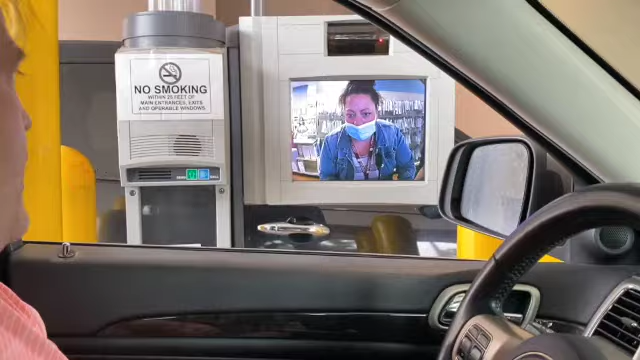 NO SMOKING
WITHIN 25 FEET OF
MAIN ENTRANCES, EXITS
AND OPERABLE WINDOWS